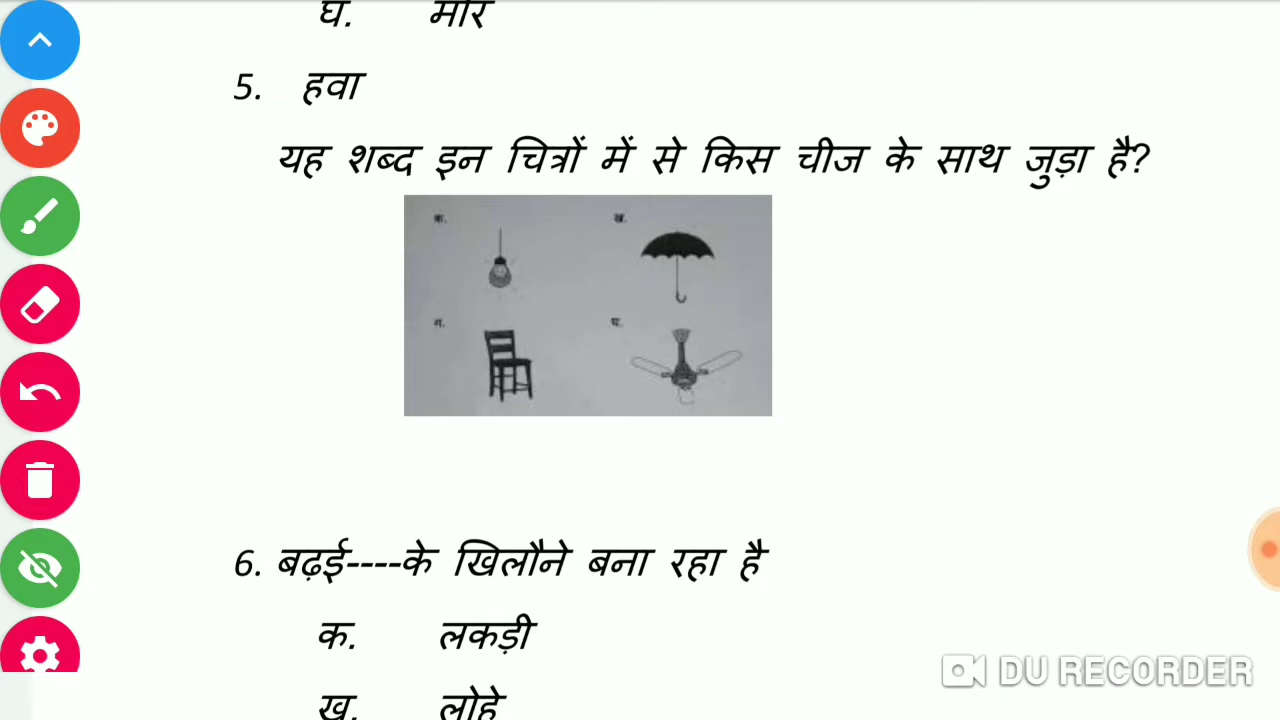 घ. मोर
5. हवा
यह शब्द इन चित्रों में से किस चीज के साथ जुड़ा है?
क. ख.
ग. घ.
6. बढ़ई----के खिलौने बना रहा है
क. लकड़ी
ख. लोहे
DU RECORDER